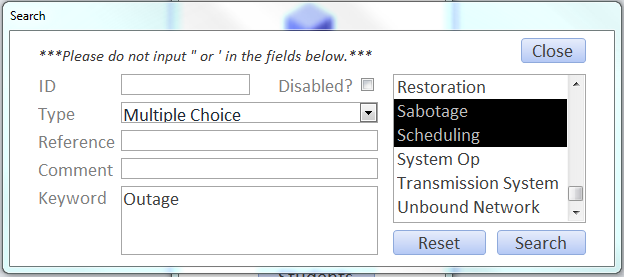 Search
***Please do not input " or ' in the fields below.***
Close
ID
Disabled?
Type
Multiple Choice
Reference
Comment
Keyword
Outage
Restoration
Sabotage
Scheduling
System Op
Transmission System
Unbound Network
Reset
Search
Students